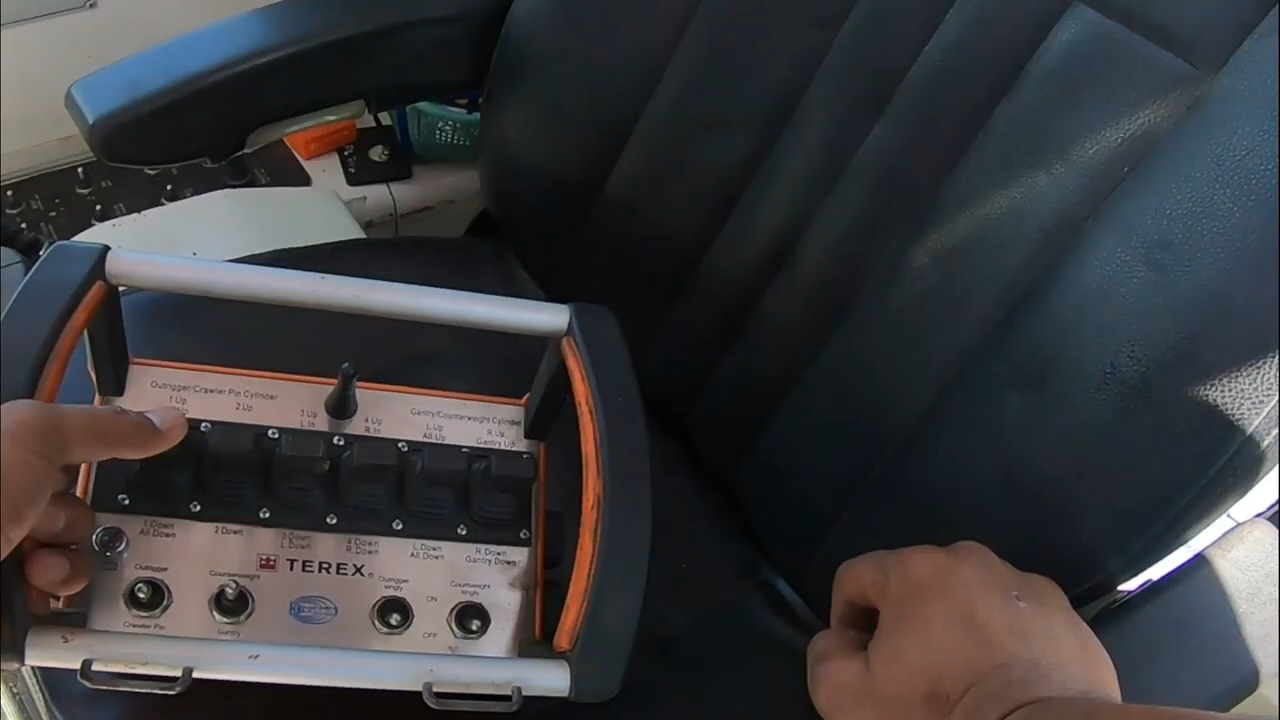 Outrigger/Crawler Pin Cylinder
1 Up
2 Up
3 Up
L.In
4 Up
R.In
Gantry/Counterweight Cylinder
L.Up
All.Up
R.Up
Gantry Up
1.Down
All.Down
2 Down
3 Down
L.Down
4 Down
R.Down
L.Down
All.Down
R.Down
Gantry Down
TEREX
Outrigger
Crawler Pin
Counterweight
Gantry
Outrigger
singly
ON
OFF
Counterweight
singly